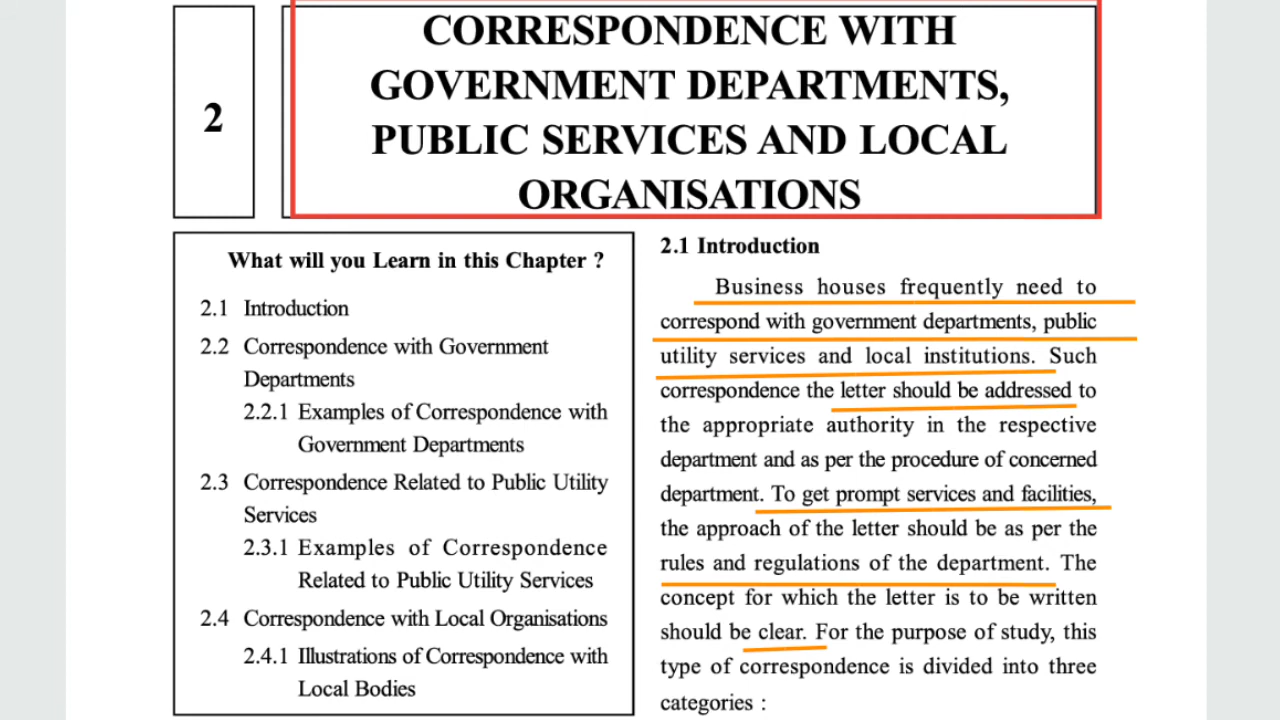 2
CORRESPONDENCE WITH
GOVERNMENT DEPARTMENTS,
PUBLIC SERVICES AND LOCAL
ORGANISATIONS
What will you Learn in this Chapter ?
2.1 Introduction
2.2 Correspondence with Government
Departments
2.2.1 Examples of Correspondence with
Government Departments
2.3 Correspondence Related to Public Utility
Services
2.3.1 Examples of Correspondence
Related to Public Utility Services
2.4 Correspondence with Local Organisations
2.4.1 Illustrations of Correspondence with
Local Bodies
2.1 Introduction
Business houses frequently need to
correspond with government departments, public
utility services and local institutions. Such
correspondence the letter should be addressed to
the appropriate authority in the respective
department and as per the procedure of concerned
department. To get prompt services and facilities,
the approach of the letter should be as per the
rules and regulations of the department. The
concept for which the letter is to be written
should be clear. For the purpose of study, this
type of correspondence is divided into three
categories :